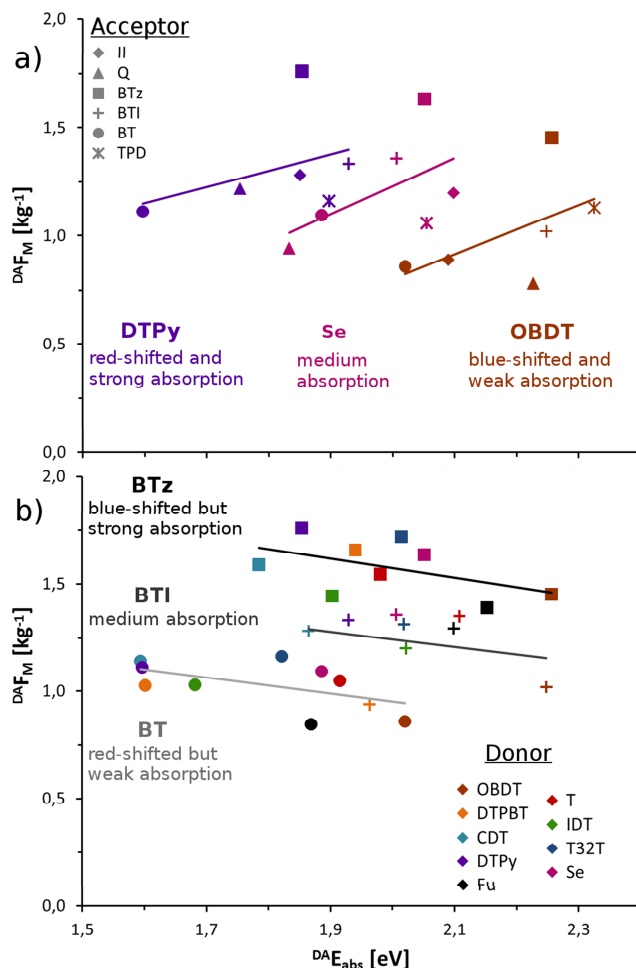 a)
Acceptor
II
Q
BTz
BTI
BT
TPD
2,0
1,5
1,0
0,5
0,0
DAF_M [kg-1]
DTPy
red-shifted and
strong absorption
Se
medium
absorption
OBDT
blue-shifted and
weak absorption
b)
BTz
blue-shifted but
strong absorption
BTI
medium absorption
BT
red-shifted but
weak absorption
Donor
OBDT
DTPBT
CDT
DTPy
Fu
T
IDT
T32T
Se
2,0
1,5
1,0
0,5
0,0
DAF_M [kg-1]
1,5 1,7 1,9 2,1 2,3
DAE_abs [eV]